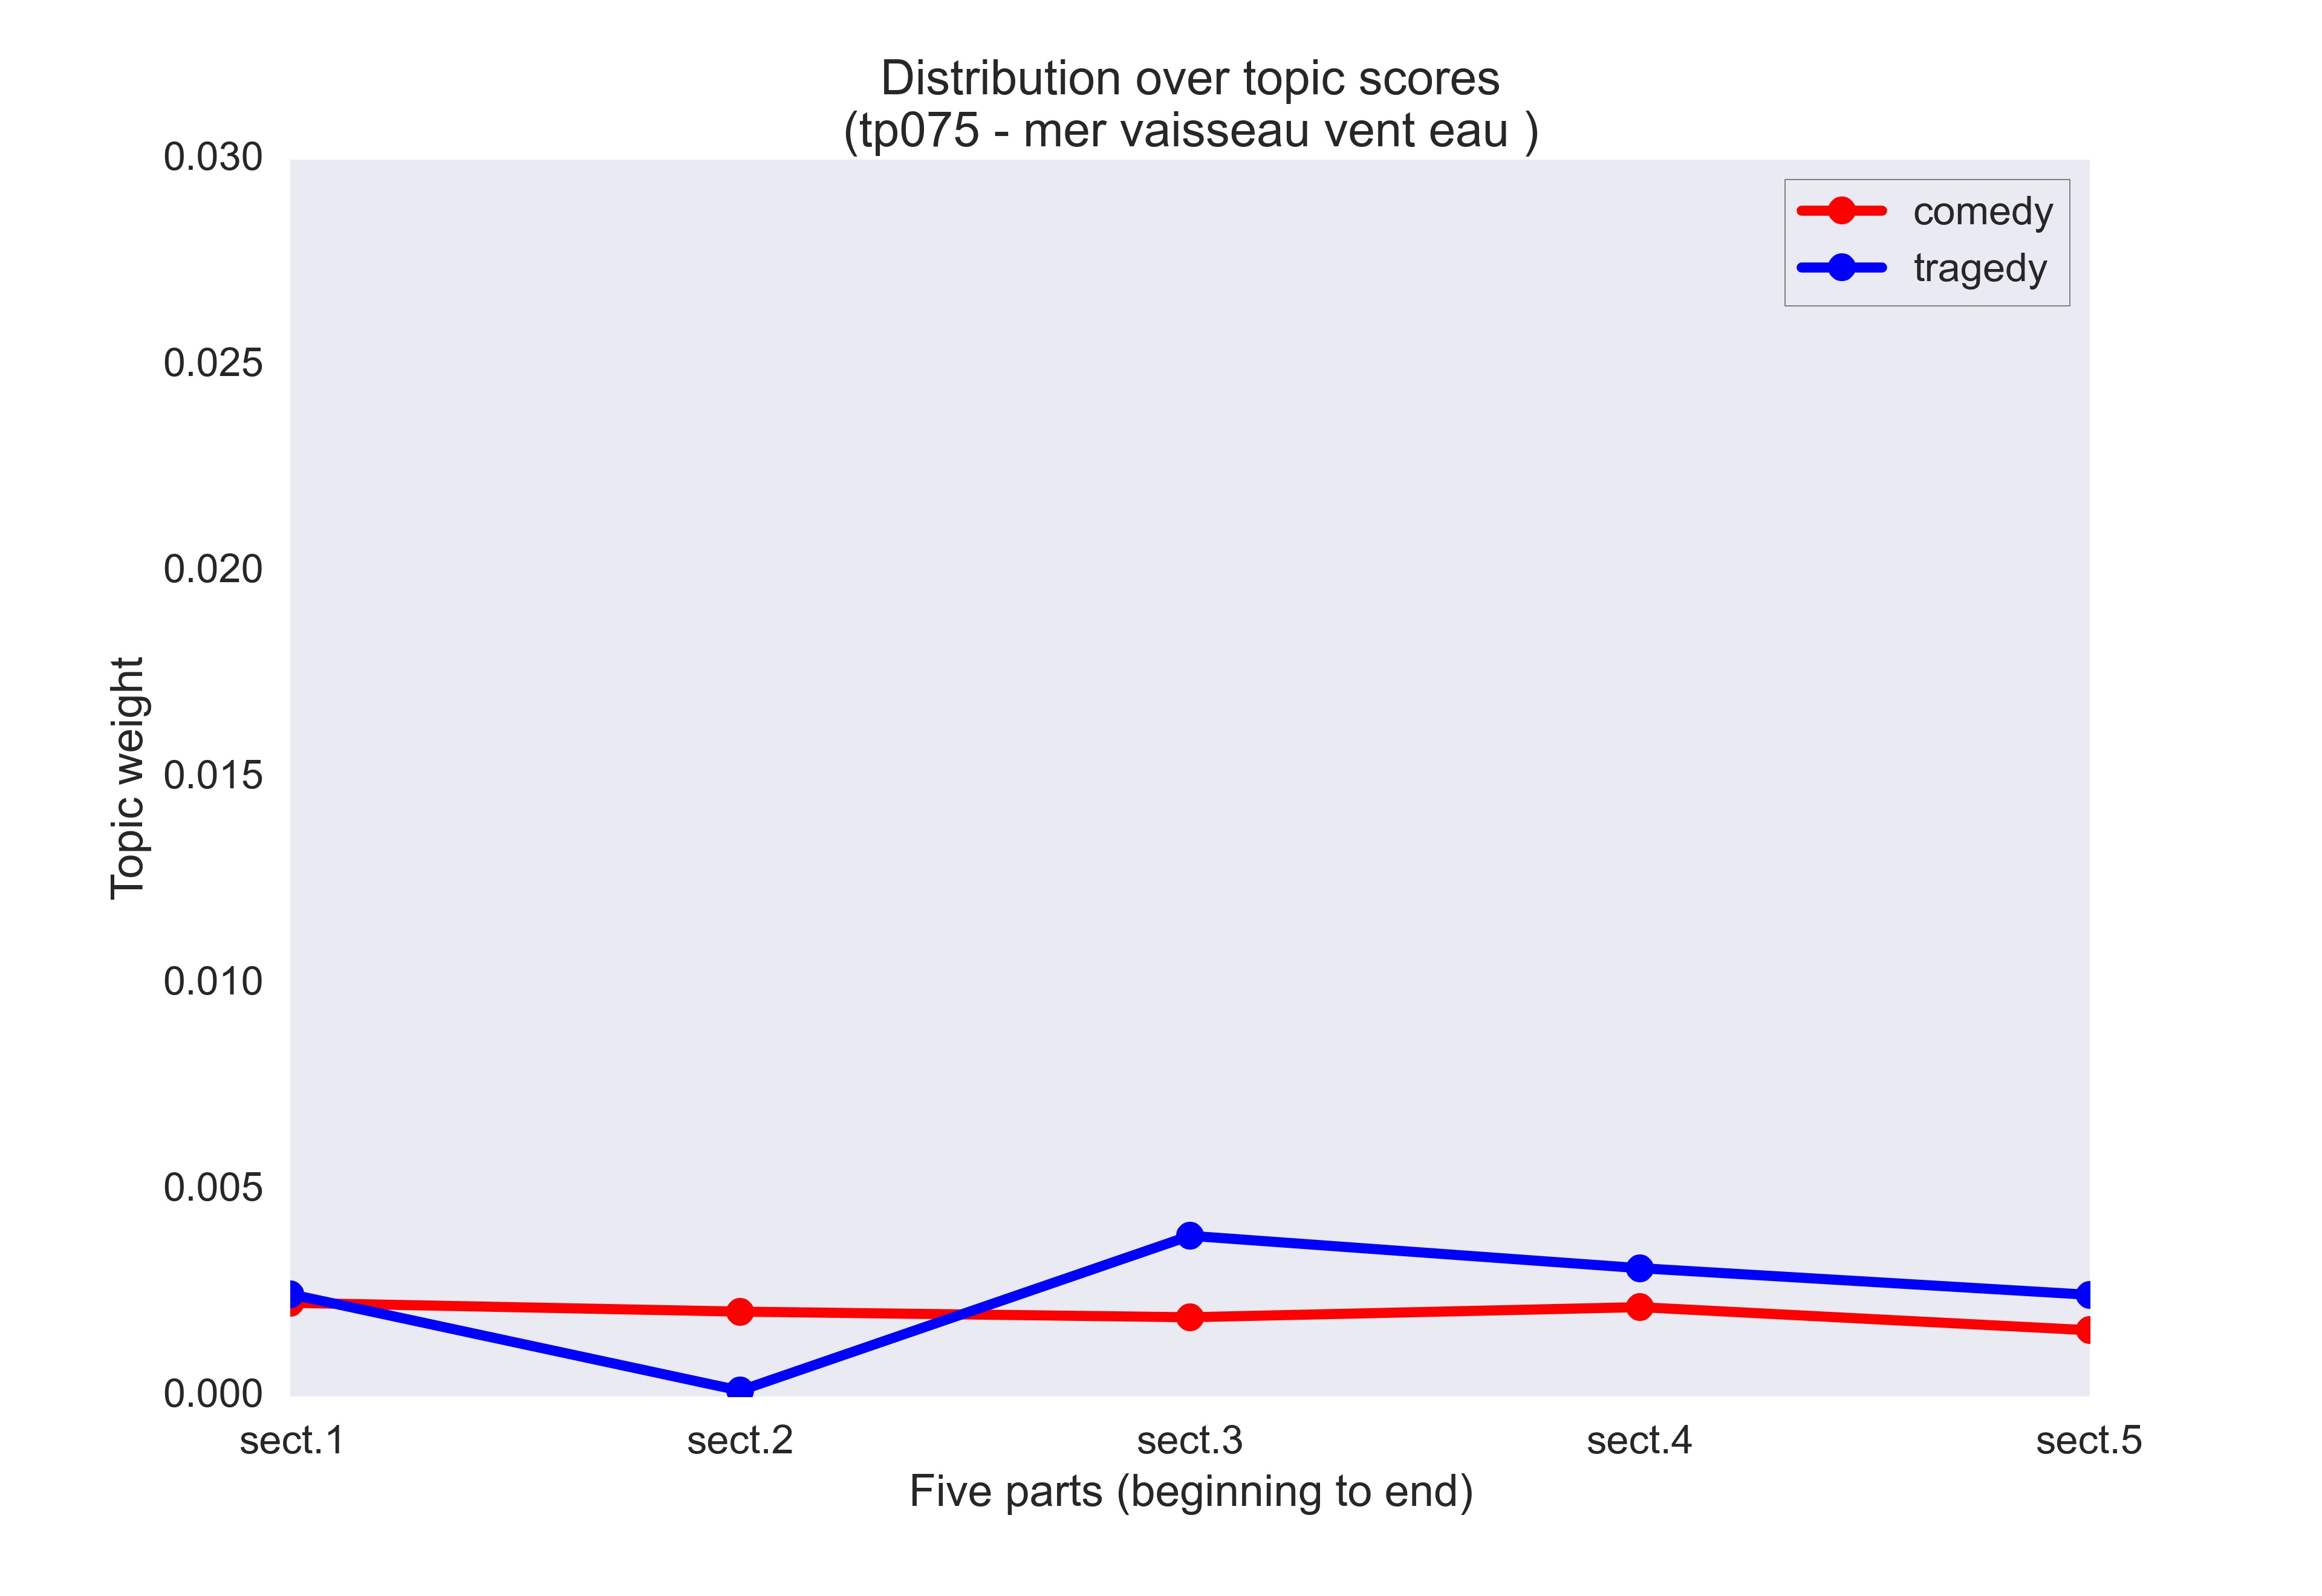 Distribution over topic scores
(tp075 - mer vaisseau vent eau )
comedy
tragedy
Topic weight
0.030
0.025
0.020
0.015
0.010
0.005
0.000
sect.1
sect.2
sect.3
sect.4
sect.5
Five parts (beginning to end)